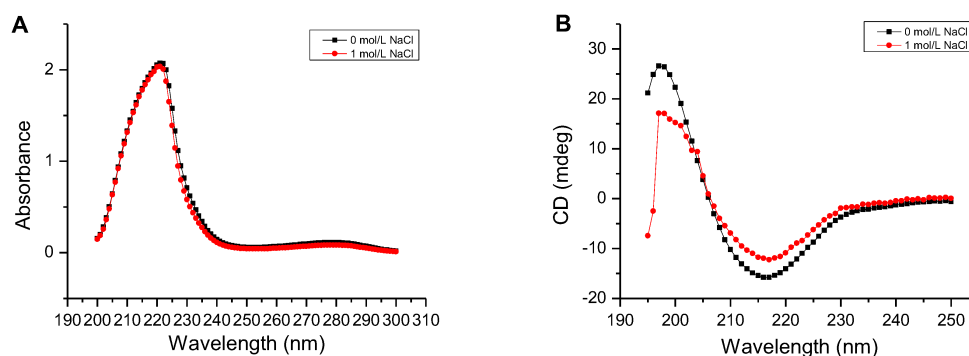 A
0 mol/L NaCl
1 mol/L NaCl
Absorbance
2
1
0
190 200 210 220 230 240 250 260 270 280 290 300 310
Wavelength (nm)
B
0 mol/L NaCl
1 mol/L NaCl
CD (mdeg)
30
20
10
0
-10
-20
190 200 210 220 230 240 250
Wavelength (nm)